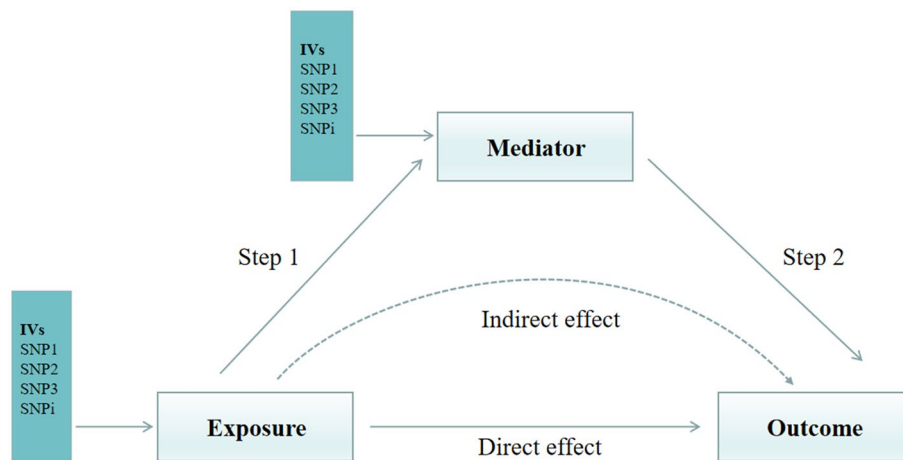 IVs
SNP1
SNP2
SNP3
SNPi
Mediator
Step 1
Step 2
Indirect effect
IVs
SNP1
SNP2
SNP3
SNPi
Exposure
Direct effect
Outcome